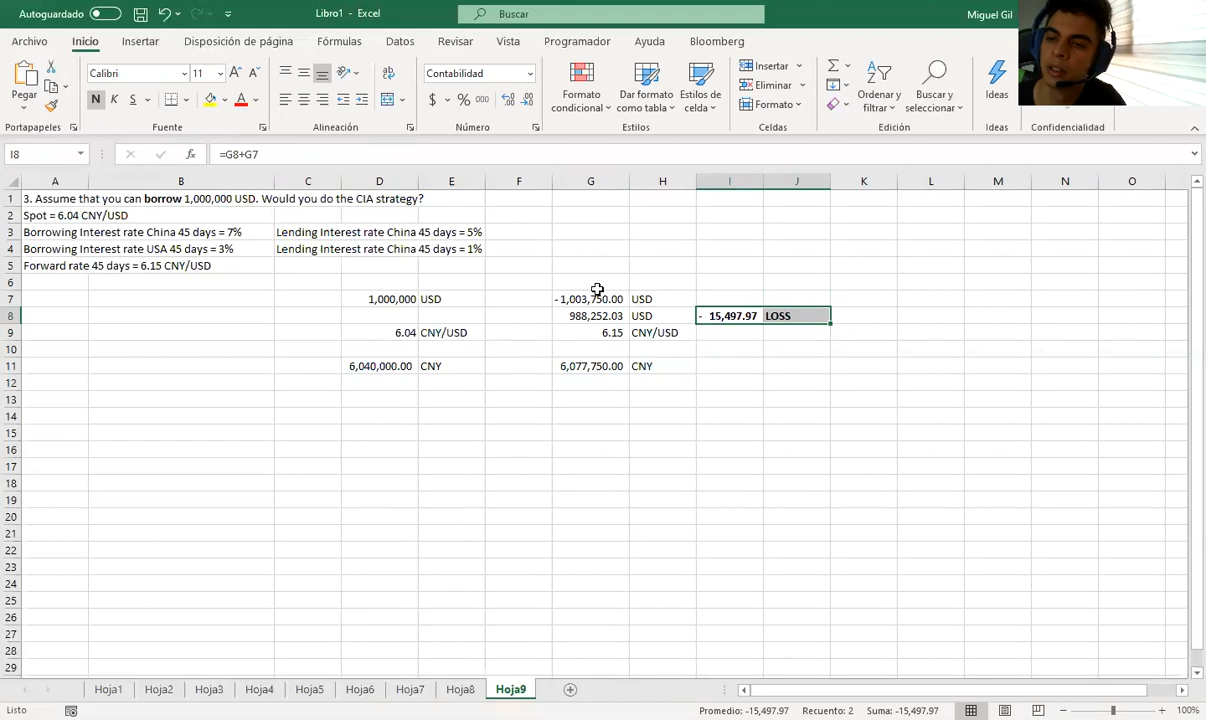 Autoguardado
Libro1 - Excel
Buscar
Miguel Gil
Archivo Inicio Insertar Disposición de página Fórmulas Datos Revisar Vista Programador Ayuda Bloomberg
Pegar
Calibri 11
N K S
Contabilidad
$ % 000
Formato condicional
Dar formato como tabla
Estilos de celda
Insertar
Eliminar
Formato
Ordenar y filtrar
Buscar y seleccionar
Ideas
Portapapeles Fuente Alineación Número Estilos Celdas Edición Ideas Confidencialidad
I8 fx =G8+G7
A B C D E F G H I J K L M N O
1 3. Assume that you can borrow 1,000,000 USD. Would you do the CIA strategy?
2 Spot = 6.04 CNY/USD
3 Borrowing Interest rate China 45 days = 7% Lending Interest rate China 45 days = 5%
4 Borrowing Interest rate USA 45 days = 3% Lending Interest rate China 45 days = 1%
5 Forward rate 45 days = 6.15 CNY/USD
6
7 1,000,000 USD - 1,003,750.00 USD
8 988,252.03 USD - 15,497.97 LOSS
9 6.04 CNY/USD 6.15 CNY/USD
10
11 6,040,000.00 CNY 6,077,750.00 CNY
12
13
14
15
16
17
18
19
20
21
22
23
24
25
26
27
28
29
Hoja1 Hoja2 Hoja3 Hoja4 Hoja5 Hoja6 Hoja7 Hoja8 Hoja9
Listo Promedio: -15,497.97 Recuento: 2 Suma: -15,497.97 100%